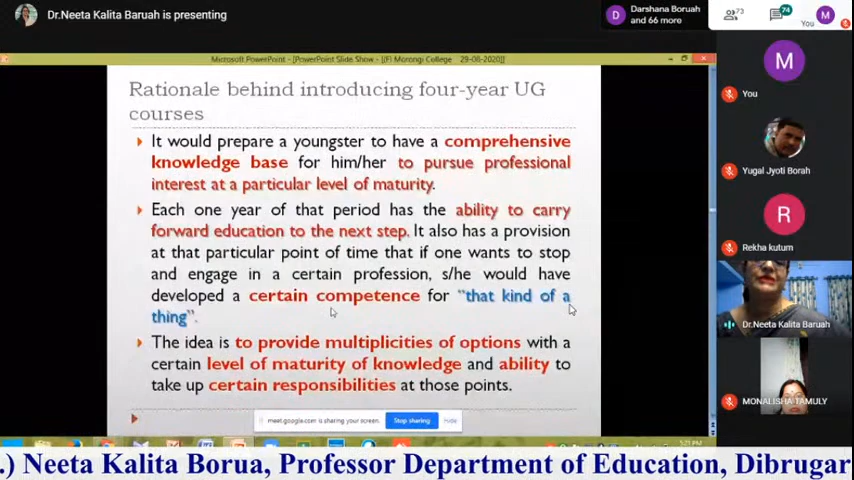 Dr.Neeta Kalita Baruah is presenting
Darshana Boruah
and 66 more
73
74
You
M
Microsoft PowerPoint - [PowerPoint Slide Show - [(F) Morongi College 29-08-2020]]
Rationale behind introducing four-year UG
courses
It would prepare a youngster to have a comprehensive
knowledge base for him/her to pursue professional
interest at a particular level of maturity.
Each one year of that period has the ability to carry
forward education to the next step. It also has a provision
at that particular point of time that if one wants to stop
and engage in a certain profession, s/he would have
developed a certain competence for "that kind of a
thing".
The idea is to provide multiplicities of options with a
certain level of maturity of knowledge and ability to
take up certain responsibilities at those points.
meet.google.com is sharing your screen.
Stop sharing
Hide
M
You
Yugal Jyoti Borah
R
Rekha kutum
Dr.Neeta Kalita Baruah
MONALISHA TAMULY
.) Neeta Kalita Borua, Professor Department of Education, Dibrugar